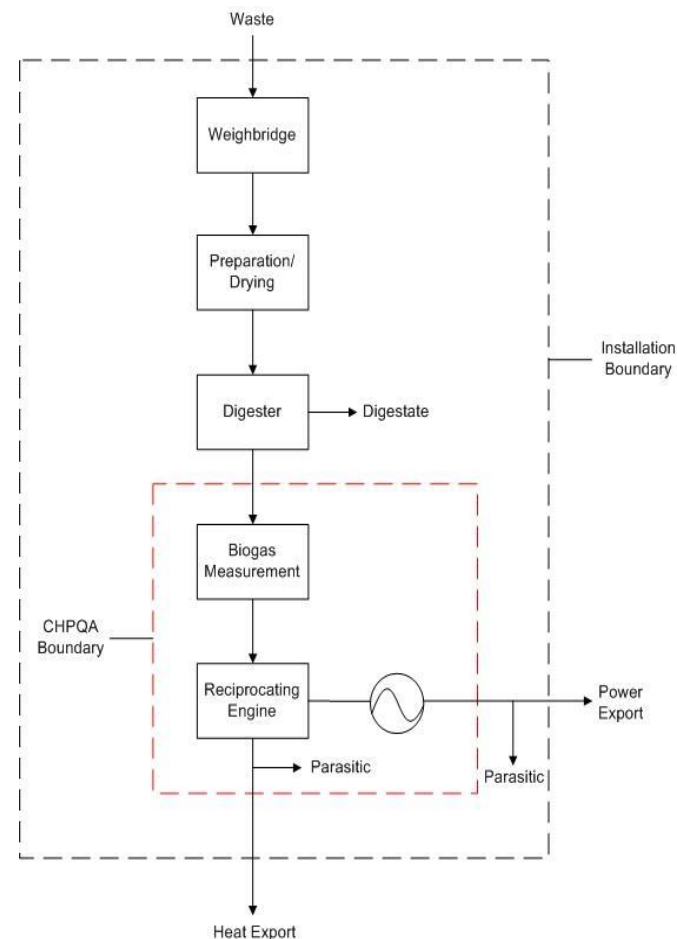 Waste
Weighbridge
Preparation/
Drying
Installation
Boundary
Digester
Digestate
Biogas
Measurement
CHPQA
Boundary
Reciprocating
Engine
Power
Export
Parasitic
Parasitic
Heat Export